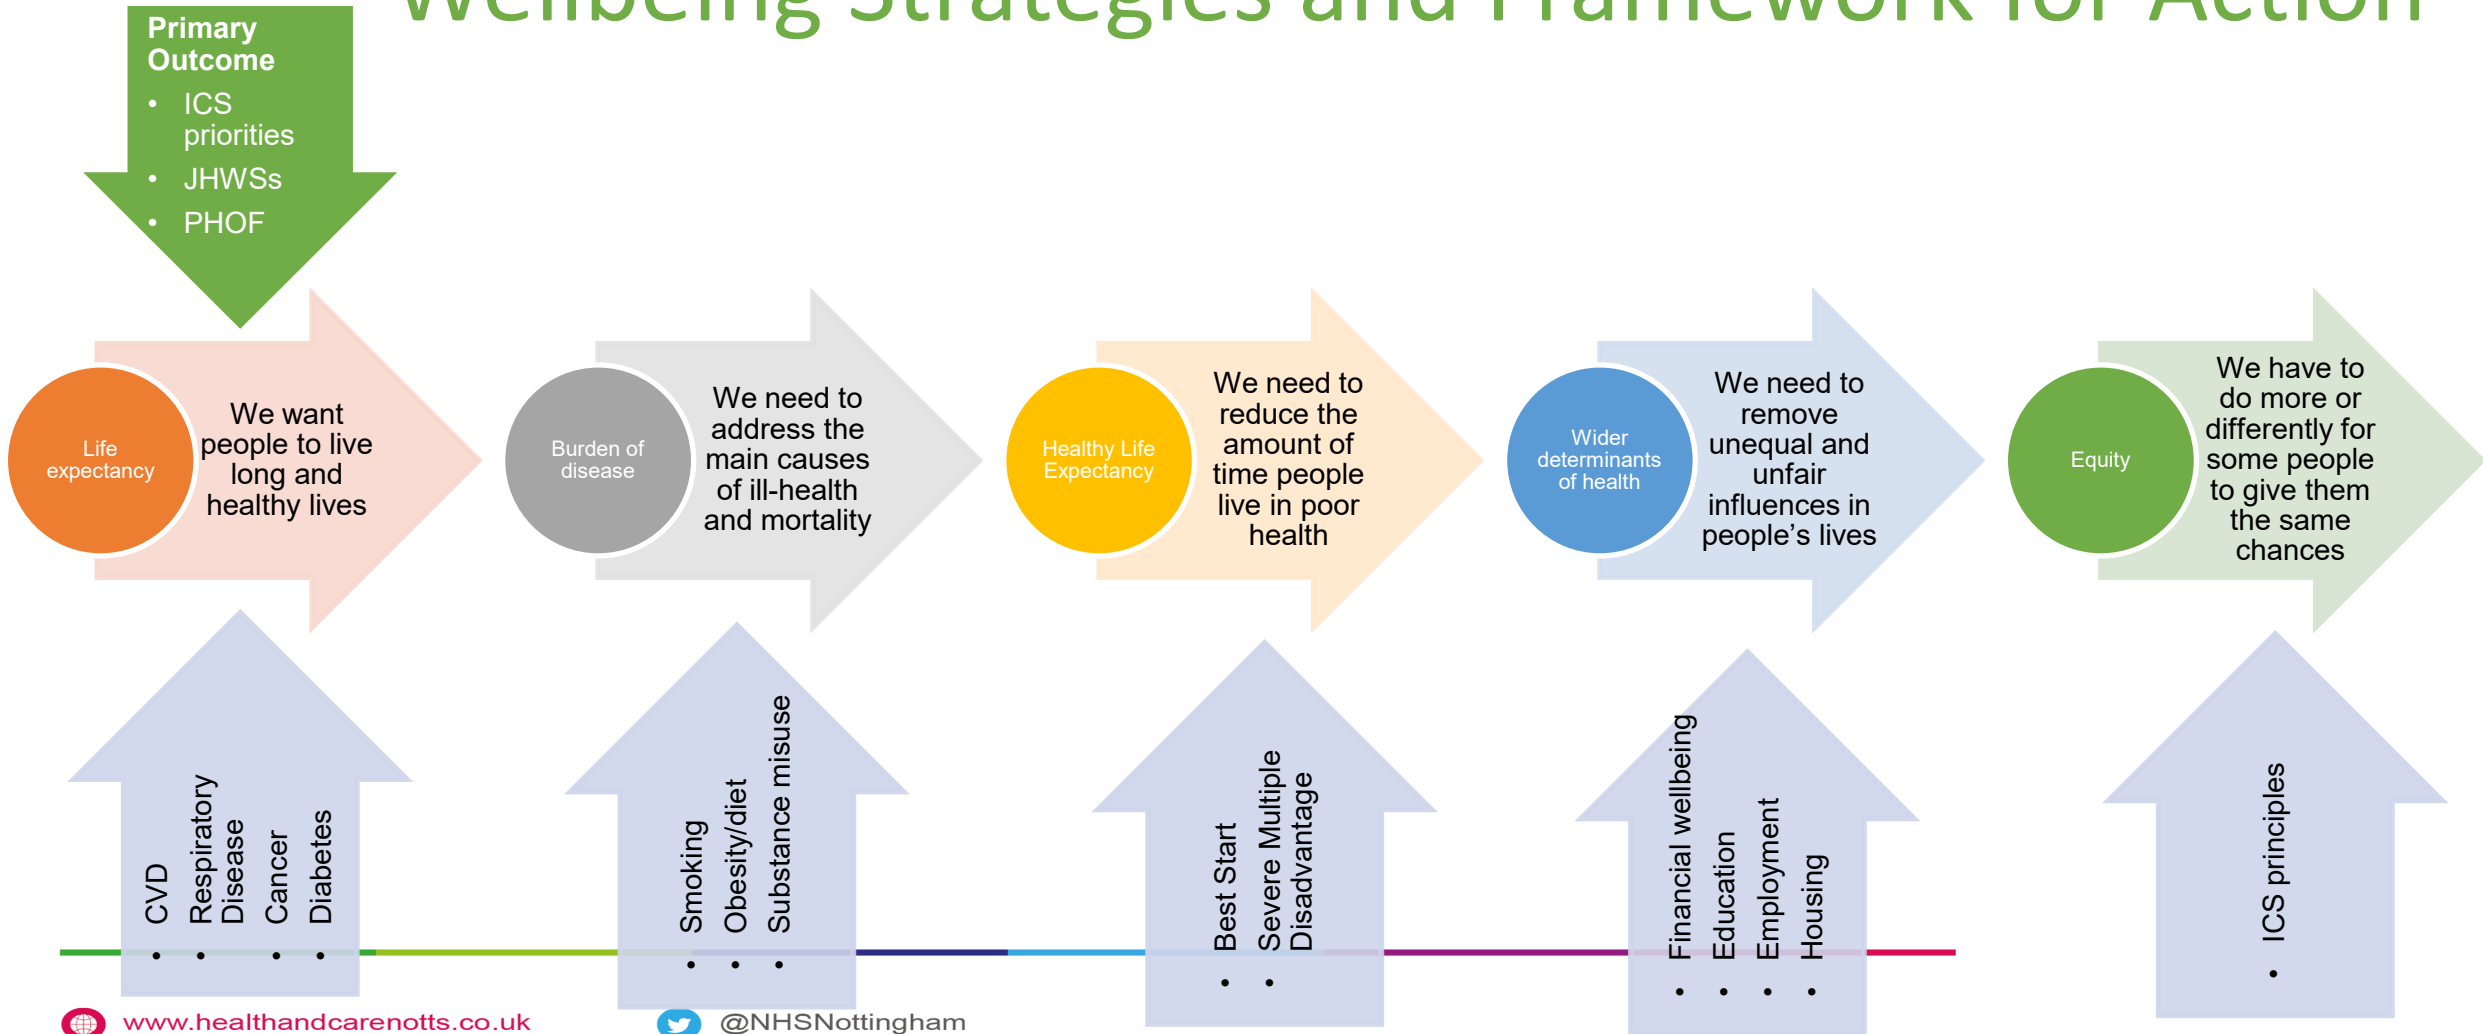 Wellbeing Strategies and Framework for Action
Primary
Outcome
• ICS
priorities
• JHWSs
• PHOF
Life
expectancy
We want
people to live
long and
healthy lives
Burden of
disease
We need to
address the
main causes
of ill-health
and mortality
Healthy Life
Expectancy
We need to
reduce the
amount of
time people
live in poor
health
Wider
determinants
of health
We need to
remove
unequal and
unfair
influences in
people’s lives
Equity
We have to
do more or
differently for
some people
to give them
the same
chances
• CVD
• Respiratory
Disease
• Cancer
• Diabetes
• Smoking
• Obesity/diet
• Substance misuse
• Best Start
• Severe Multiple
Disadvantage
• Financial wellbeing
• Education
• Employment
• Housing
• ICS principles
www.healthandcarenotts.co.uk
@NHSNottingham